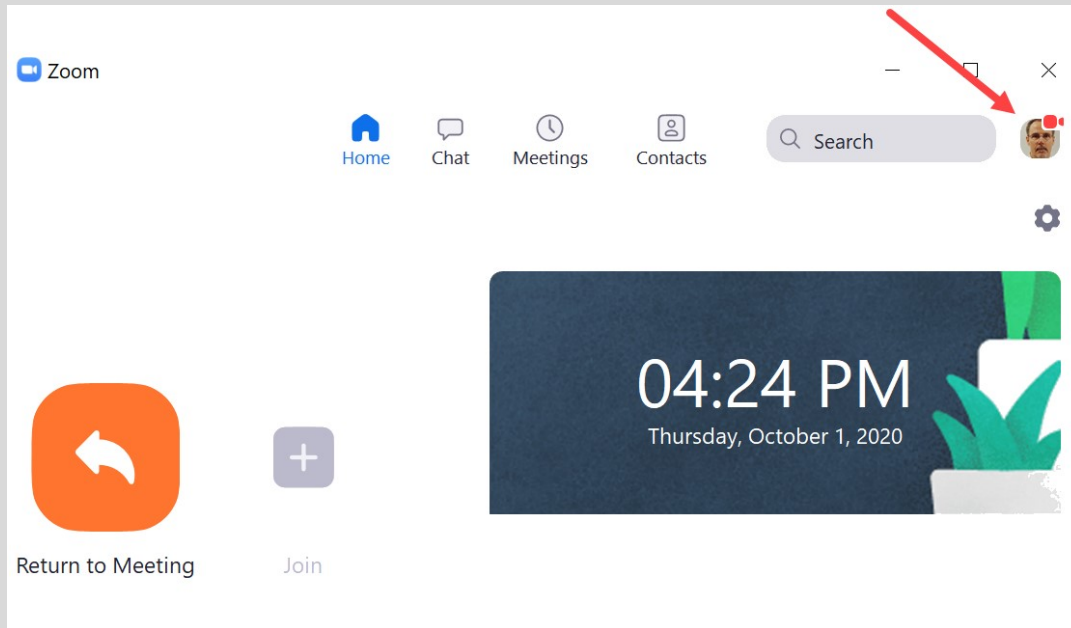 Zoom
Home Chat Meetings Contacts Search
04:24 PM
Thursday, October 1, 2020
Return to Meeting Join